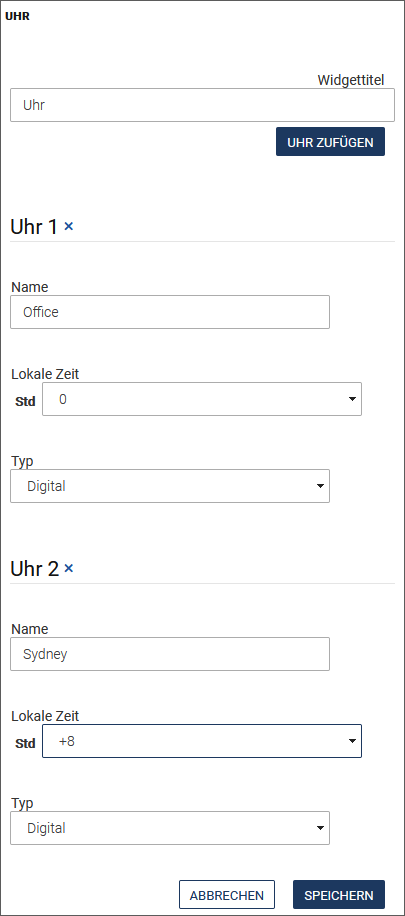 UHR
Widgettitel
Uhr
UHR ZUFÜGEN
Uhr 1 ×
Name
Office
Lokale Zeit
Std 0
Typ
Digital
Uhr 2 ×
Name
Sydney
Lokale Zeit
Std +8
Typ
Digital
ABBRECHEN SPEICHERN